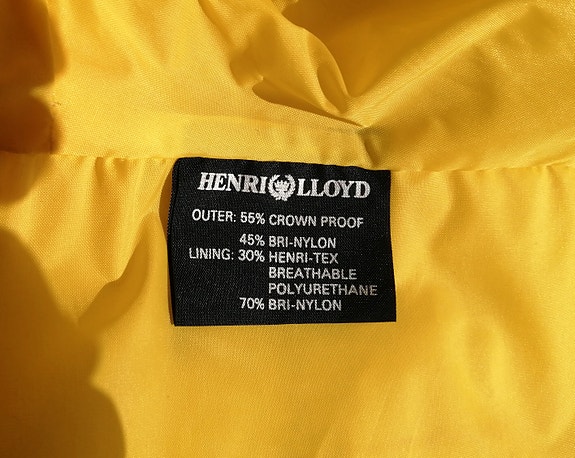 HENRI LLOYD
OUTER: 55% CROWN PROOF
45% BRI-NYLON
LINING: 30% HENRI-TEX
BREATHABLE
POLYURETHANE
70% BRI-NYLON